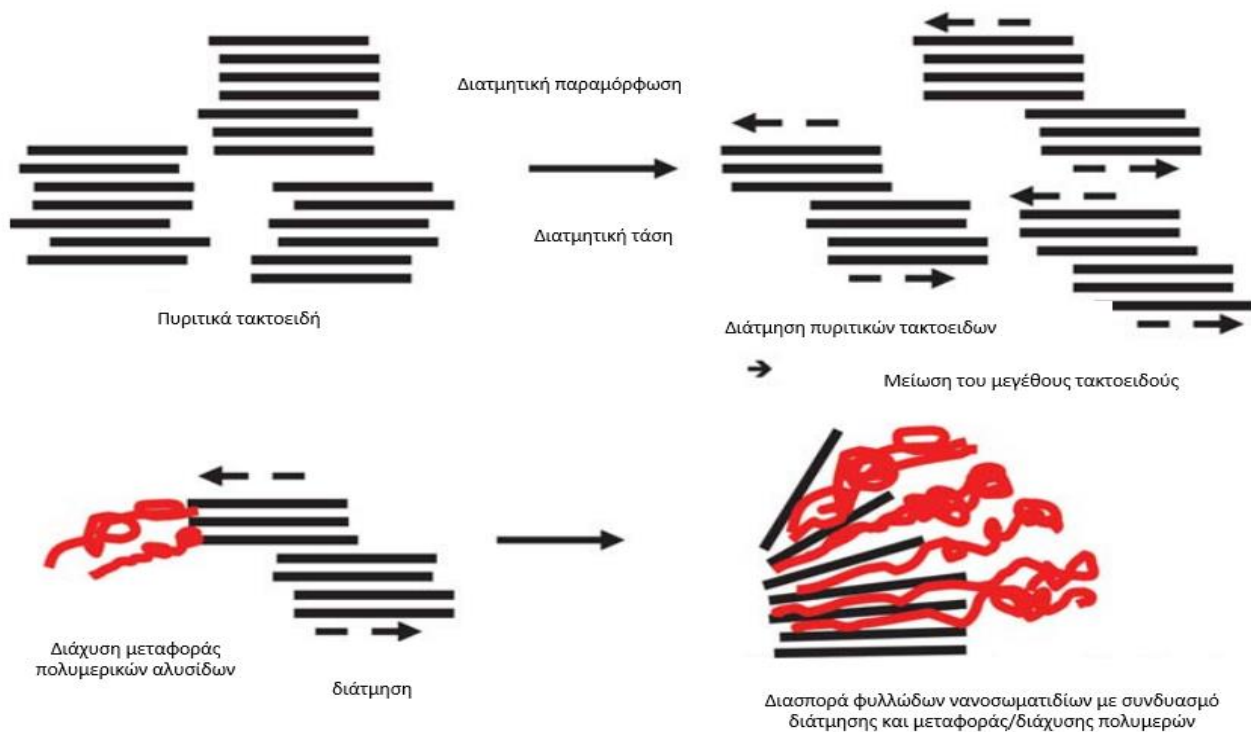 Διατμητική παραμόρφωση
Διατμητική τάση
Πυριτικά τακτοειδή
Διάτμηση πυριτικών τακτοειδων
Μείωση του μεγέθους τακτοειδούς
Διάχυση μεταφοράς
πολυμερικών αλυσίδων
διάτμηση
Διασπορά φυλλώδων νανοσωματιδίων με συνδυασμό
διάτμησης και μεταφοράς/διάχυσης πολυμερών